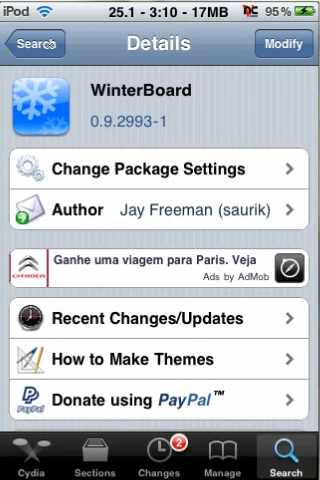 iPod 25.1 - 3:10 - 17MB 95%
Search Details Modify
WinterBoard
0.9.2993-1
Change Package Settings
Author Jay Freeman (saurik)
CITROËN Ganhe uma viagem para Paris. Veja
Ads by AdMob
Recent Changes/Updates
How to Make Themes
PayPal Donate using PayPal™
2
Cydia Sections Changes Manage Search